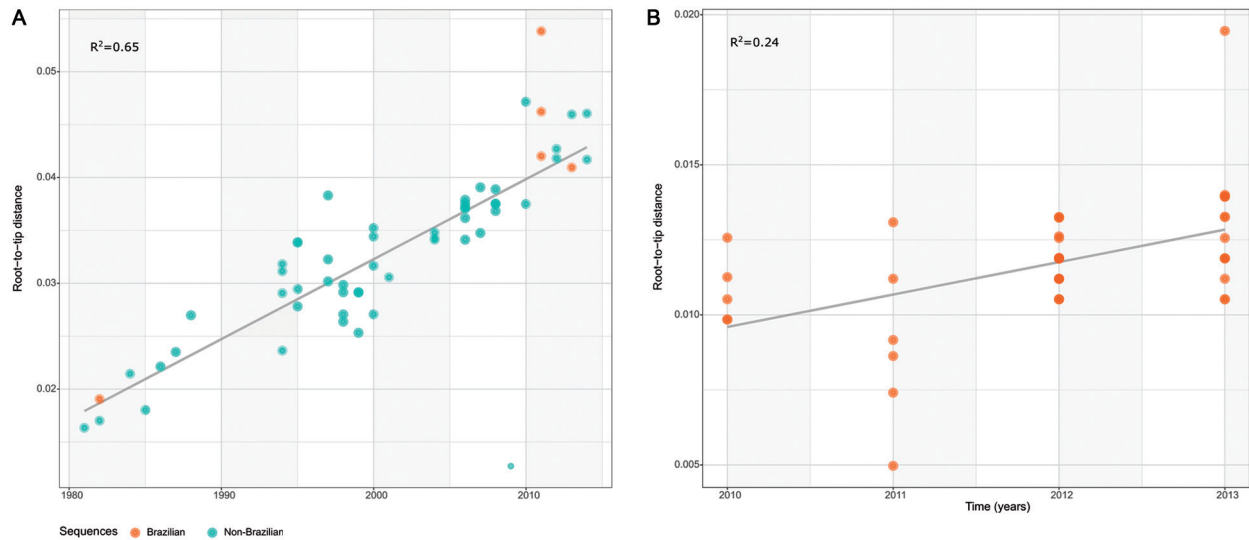 A
R²=0.65
Root-to-tip distance
0.05
0.04
0.03
0.02
1980
1990
2000
2010
Sequences
Brazilian
Non-Brazilian
B
R²=0.24
Root-to-tip distance
0.020
0.015
0.010
0.005
2010
2011
2012
2013
Time (years)